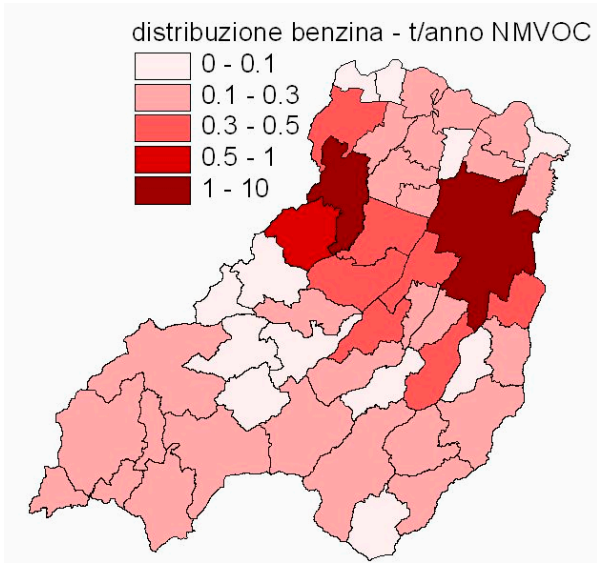 distribuzione benzina - t/anno NMVOC
0 - 0.1
0.1 - 0.3
0.3 - 0.5
0.5 - 1
1 - 10